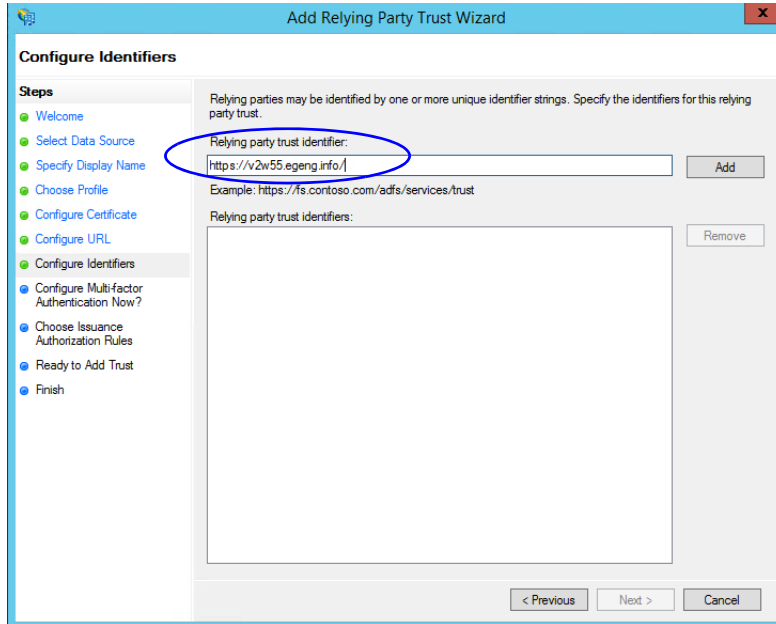 Add Relying Party Trust Wizard
x
Configure Identifiers
Steps
Welcome
Select Data Source
Specify Display Name
Choose Profile
Configure Certificate
Configure URL
Configure Identifiers
Configure Multi-factor
Authentication Now?
Choose Issuance
Authorization Rules
Ready to Add Trust
Finish
Relying parties may be identified by one or more unique identifier strings. Specify the identifiers for this relying
party trust.
Relying party trust identifier:
https://v2w55.egeng.info/
Add
Example: https://fs.contoso.com/adfs/services/trust
Relying party trust identifiers:
Remove
< Previous
Next >
Cancel